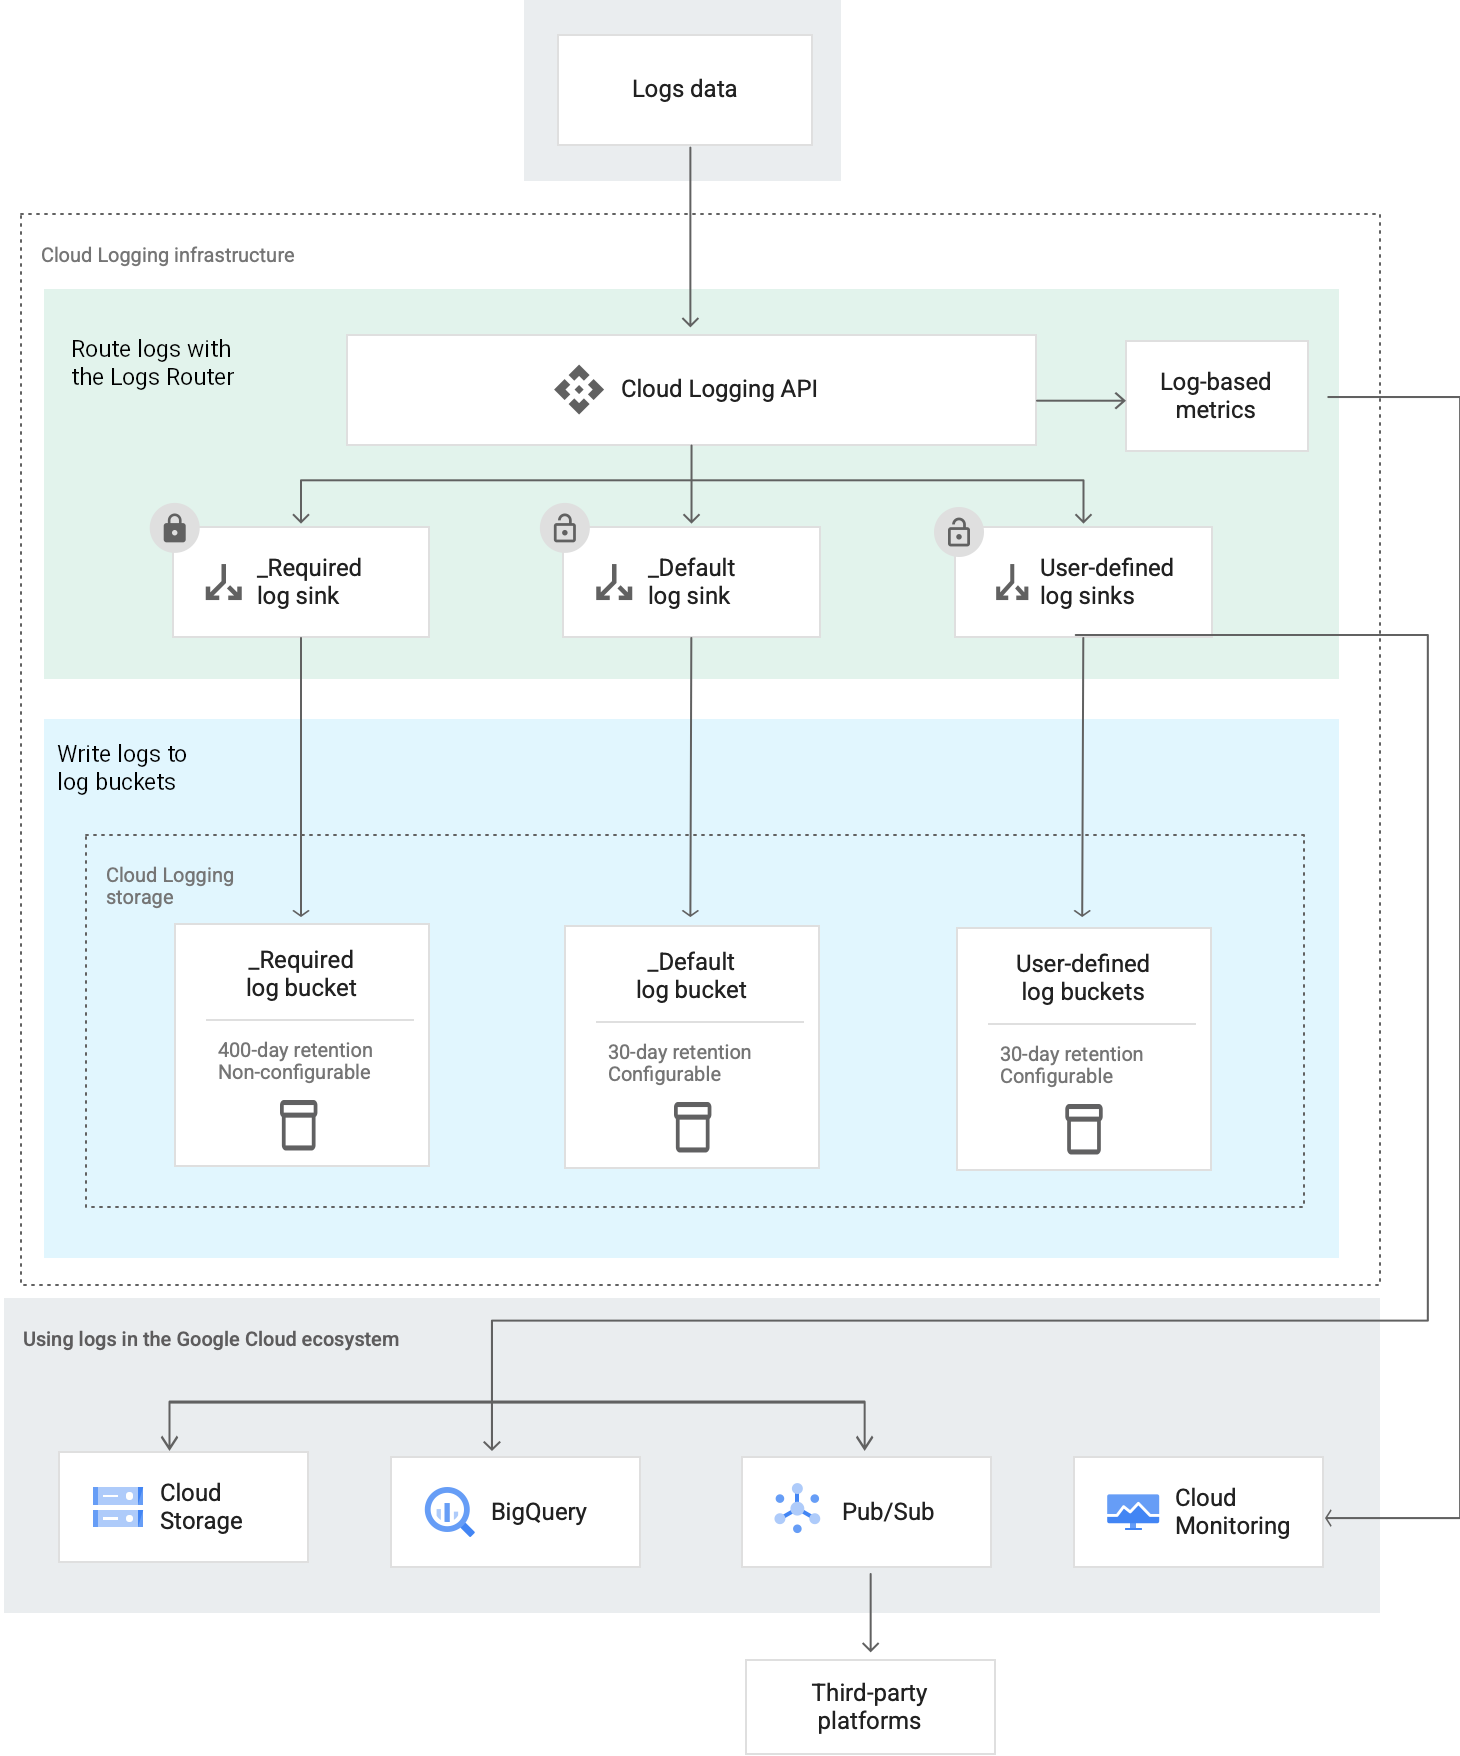 Logs data
Cloud Logging infrastructure
Route logs with
the Logs Router
Cloud Logging API
Log-based
metrics
_Required
log sink
_Default
log sink
User-defined
log sinks
Write logs to
log buckets
Cloud Logging
storage
_Required
log bucket
400-day retention
Non-configurable
_Default
log bucket
30-day retention
Configurable
User-defined
log buckets
30-day retention
Configurable
Using logs in the Google Cloud ecosystem
Cloud
Storage
BigQuery
Pub/Sub
Cloud
Monitoring
Third-party
platforms